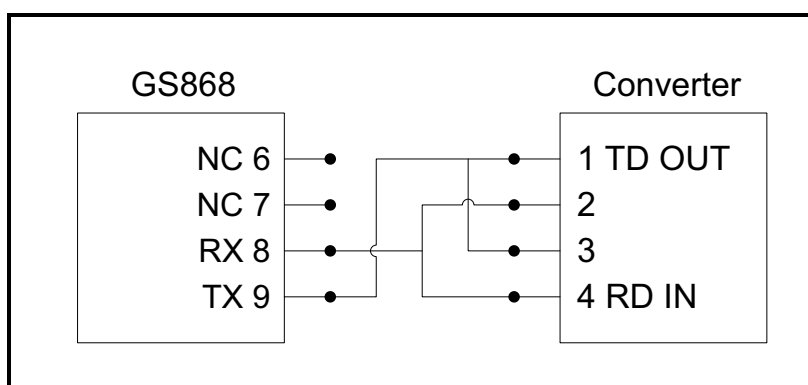 GS868
Converter
NC 6
1 TD OUT
NC 7
2
RX 8
3
TX 9
4 RD IN